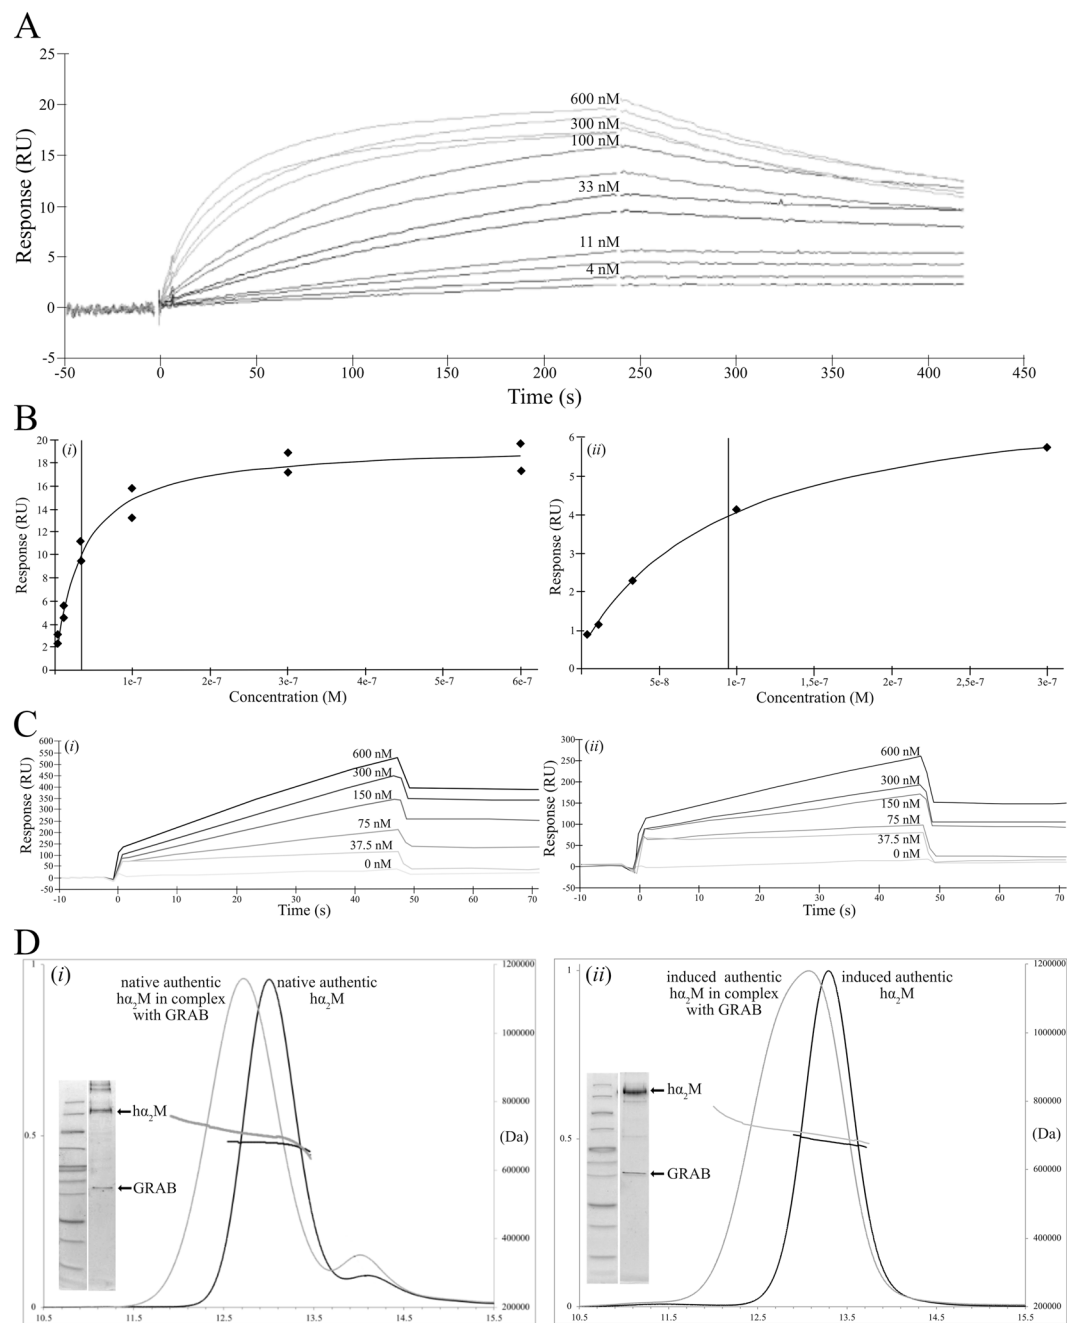 A
25
20
15
10
5
0
-5
Response (RU)
600 nM
300 nM
100 nM
33 nM
11 nM
4 nM
-50 0 50 100 150 200 250 300 350 400 450
Time (s)
B
(i)
20
18
16
14
12
10
8
6
4
2
0
Response (RU)
1e-7 2e-7 3e-7 4e-7 5e-7 6e-7
Concentration (M)
(ii)
6
5
4
3
2
1
0
Response (RU)
5e-8 1e-7 1,5e-7 2e-7 2,5e-7 3e-7
Concentration (M)
C
(i)
600
550
500
450
400
350
300
250
200
150
100
50
0
-50
Response (RU)
600 nM
300 nM
150 nM
75 nM
37.5 nM
0 nM
-10 0 10 20 30 40 50 60 70
Time (s)
(ii)
300
250
200
150
100
50
0
-50
Response (RU)
600 nM
300 nM
150 nM
75 nM
37.5 nM
0 nM
-10 0 10 20 30 40 50 60 70
Time (s)
D
(i)
1
0.5
0
native authentic
hα₂M in complex
with GRAB
native authentic
hα₂M
hα₂M
GRAB
1200000
1000000
800000
(Da)
600000
400000
200000
10.5 11.5 12.5 13.5 14.5 15.5
(ii)
1
0.5
0
induced authentic
hα₂M in complex
with GRAB
induced authentic
hα₂M
hα₂M
GRAB
1200000
1000000
800000
(Da)
600000
400000
200000
10.5 11.5 12.5 13.5 14.5 15.5